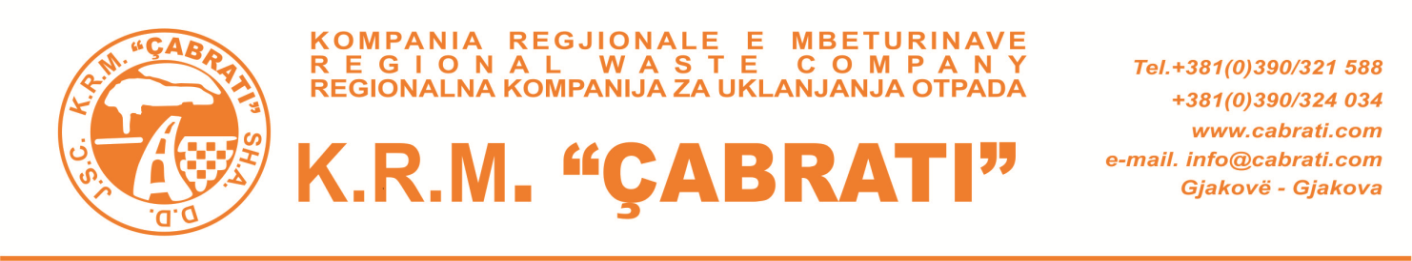 K.R.M. “ÇABRATI” SH.A.
J.S.C. D.D.
KOMPANIA REGJIONALE E MBETURINAVE
REGIONAL WASTE COMPANY
REGIONALNA KOMPANIJA ZA UKLANJANJA OTPADA
K.R.M. “ÇABRATI”
Tel.+381(0)390/321 588
+381(0)390/324 034
www.cabrati.com
e-mail. info@cabrati.com
Gjakovë - Gjakova